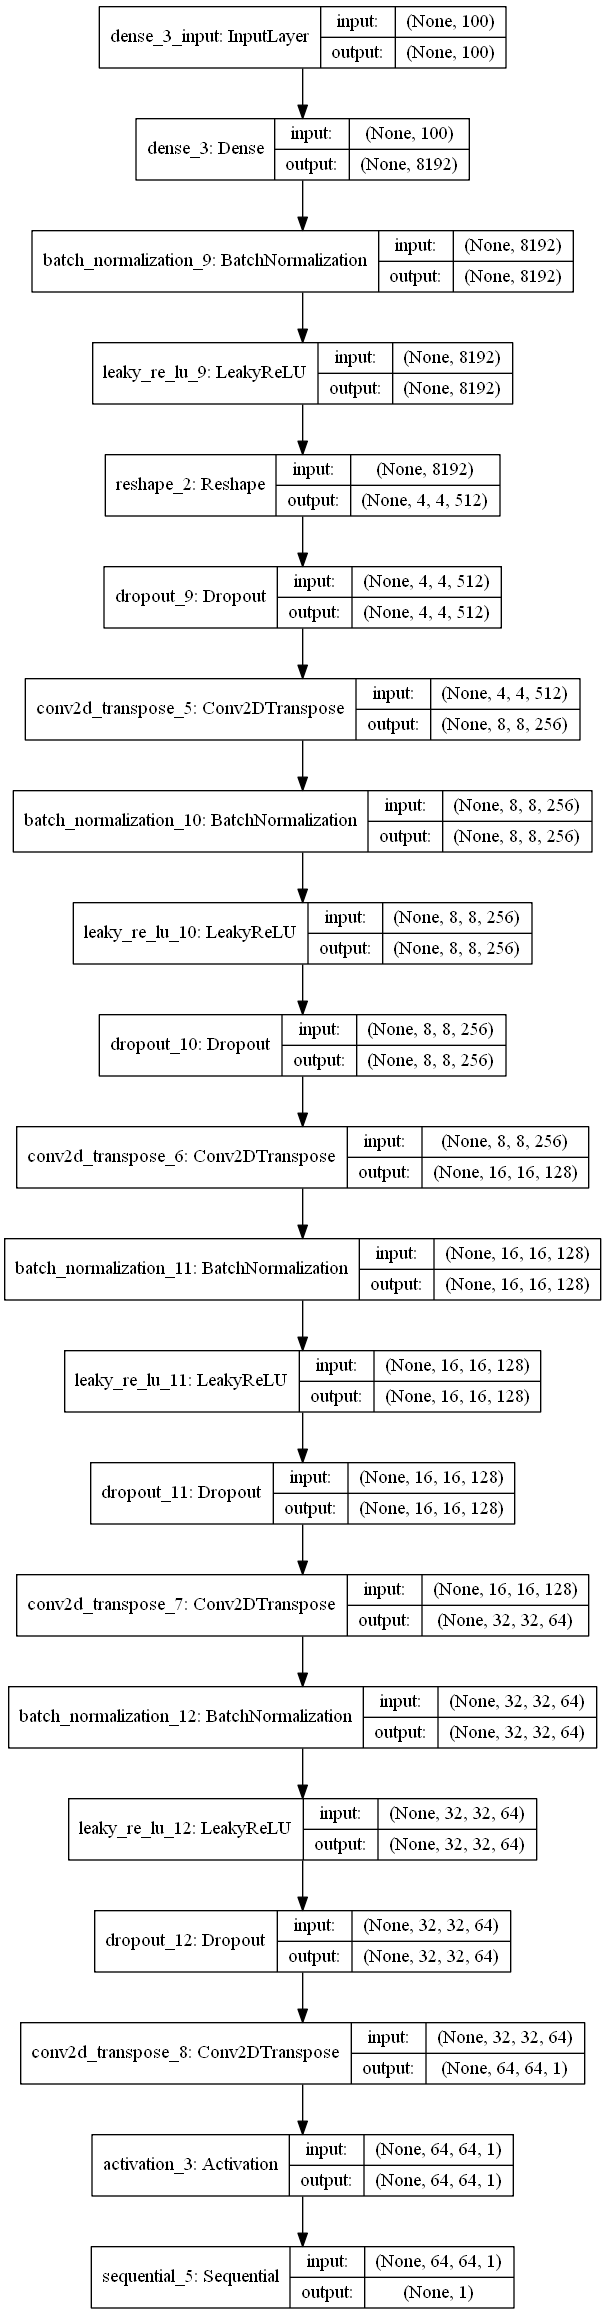 dense_3_input: InputLayer
input: (None, 100)
output: (None, 100)
dense_3: Dense
input: (None, 100)
output: (None, 8192)
batch_normalization_9: BatchNormalization
input: (None, 8192)
output: (None, 8192)
leaky_re_lu_9: LeakyReLU
input: (None, 8192)
output: (None, 8192)
reshape_2: Reshape
input: (None, 8192)
output: (None, 4, 4, 512)
dropout_9: Dropout
input: (None, 4, 4, 512)
output: (None, 4, 4, 512)
conv2d_transpose_5: Conv2DTranspose
input: (None, 4, 4, 512)
output: (None, 8, 8, 256)
batch_normalization_10: BatchNormalization
input: (None, 8, 8, 256)
output: (None, 8, 8, 256)
leaky_re_lu_10: LeakyReLU
input: (None, 8, 8, 256)
output: (None, 8, 8, 256)
dropout_10: Dropout
input: (None, 8, 8, 256)
output: (None, 8, 8, 256)
conv2d_transpose_6: Conv2DTranspose
input: (None, 8, 8, 256)
output: (None, 16, 16, 128)
batch_normalization_11: BatchNormalization
input: (None, 16, 16, 128)
output: (None, 16, 16, 128)
leaky_re_lu_11: LeakyReLU
input: (None, 16, 16, 128)
output: (None, 16, 16, 128)
dropout_11: Dropout
input: (None, 16, 16, 128)
output: (None, 16, 16, 128)
conv2d_transpose_7: Conv2DTranspose
input: (None, 16, 16, 128)
output: (None, 32, 32, 64)
batch_normalization_12: BatchNormalization
input: (None, 32, 32, 64)
output: (None, 32, 32, 64)
leaky_re_lu_12: LeakyReLU
input: (None, 32, 32, 64)
output: (None, 32, 32, 64)
dropout_12: Dropout
input: (None, 32, 32, 64)
output: (None, 32, 32, 64)
conv2d_transpose_8: Conv2DTranspose
input: (None, 32, 32, 64)
output: (None, 64, 64, 1)
activation_3: Activation
input: (None, 64, 64, 1)
output: (None, 64, 64, 1)
sequential_5: Sequential
input: (None, 64, 64, 1)
output: (None, 1)